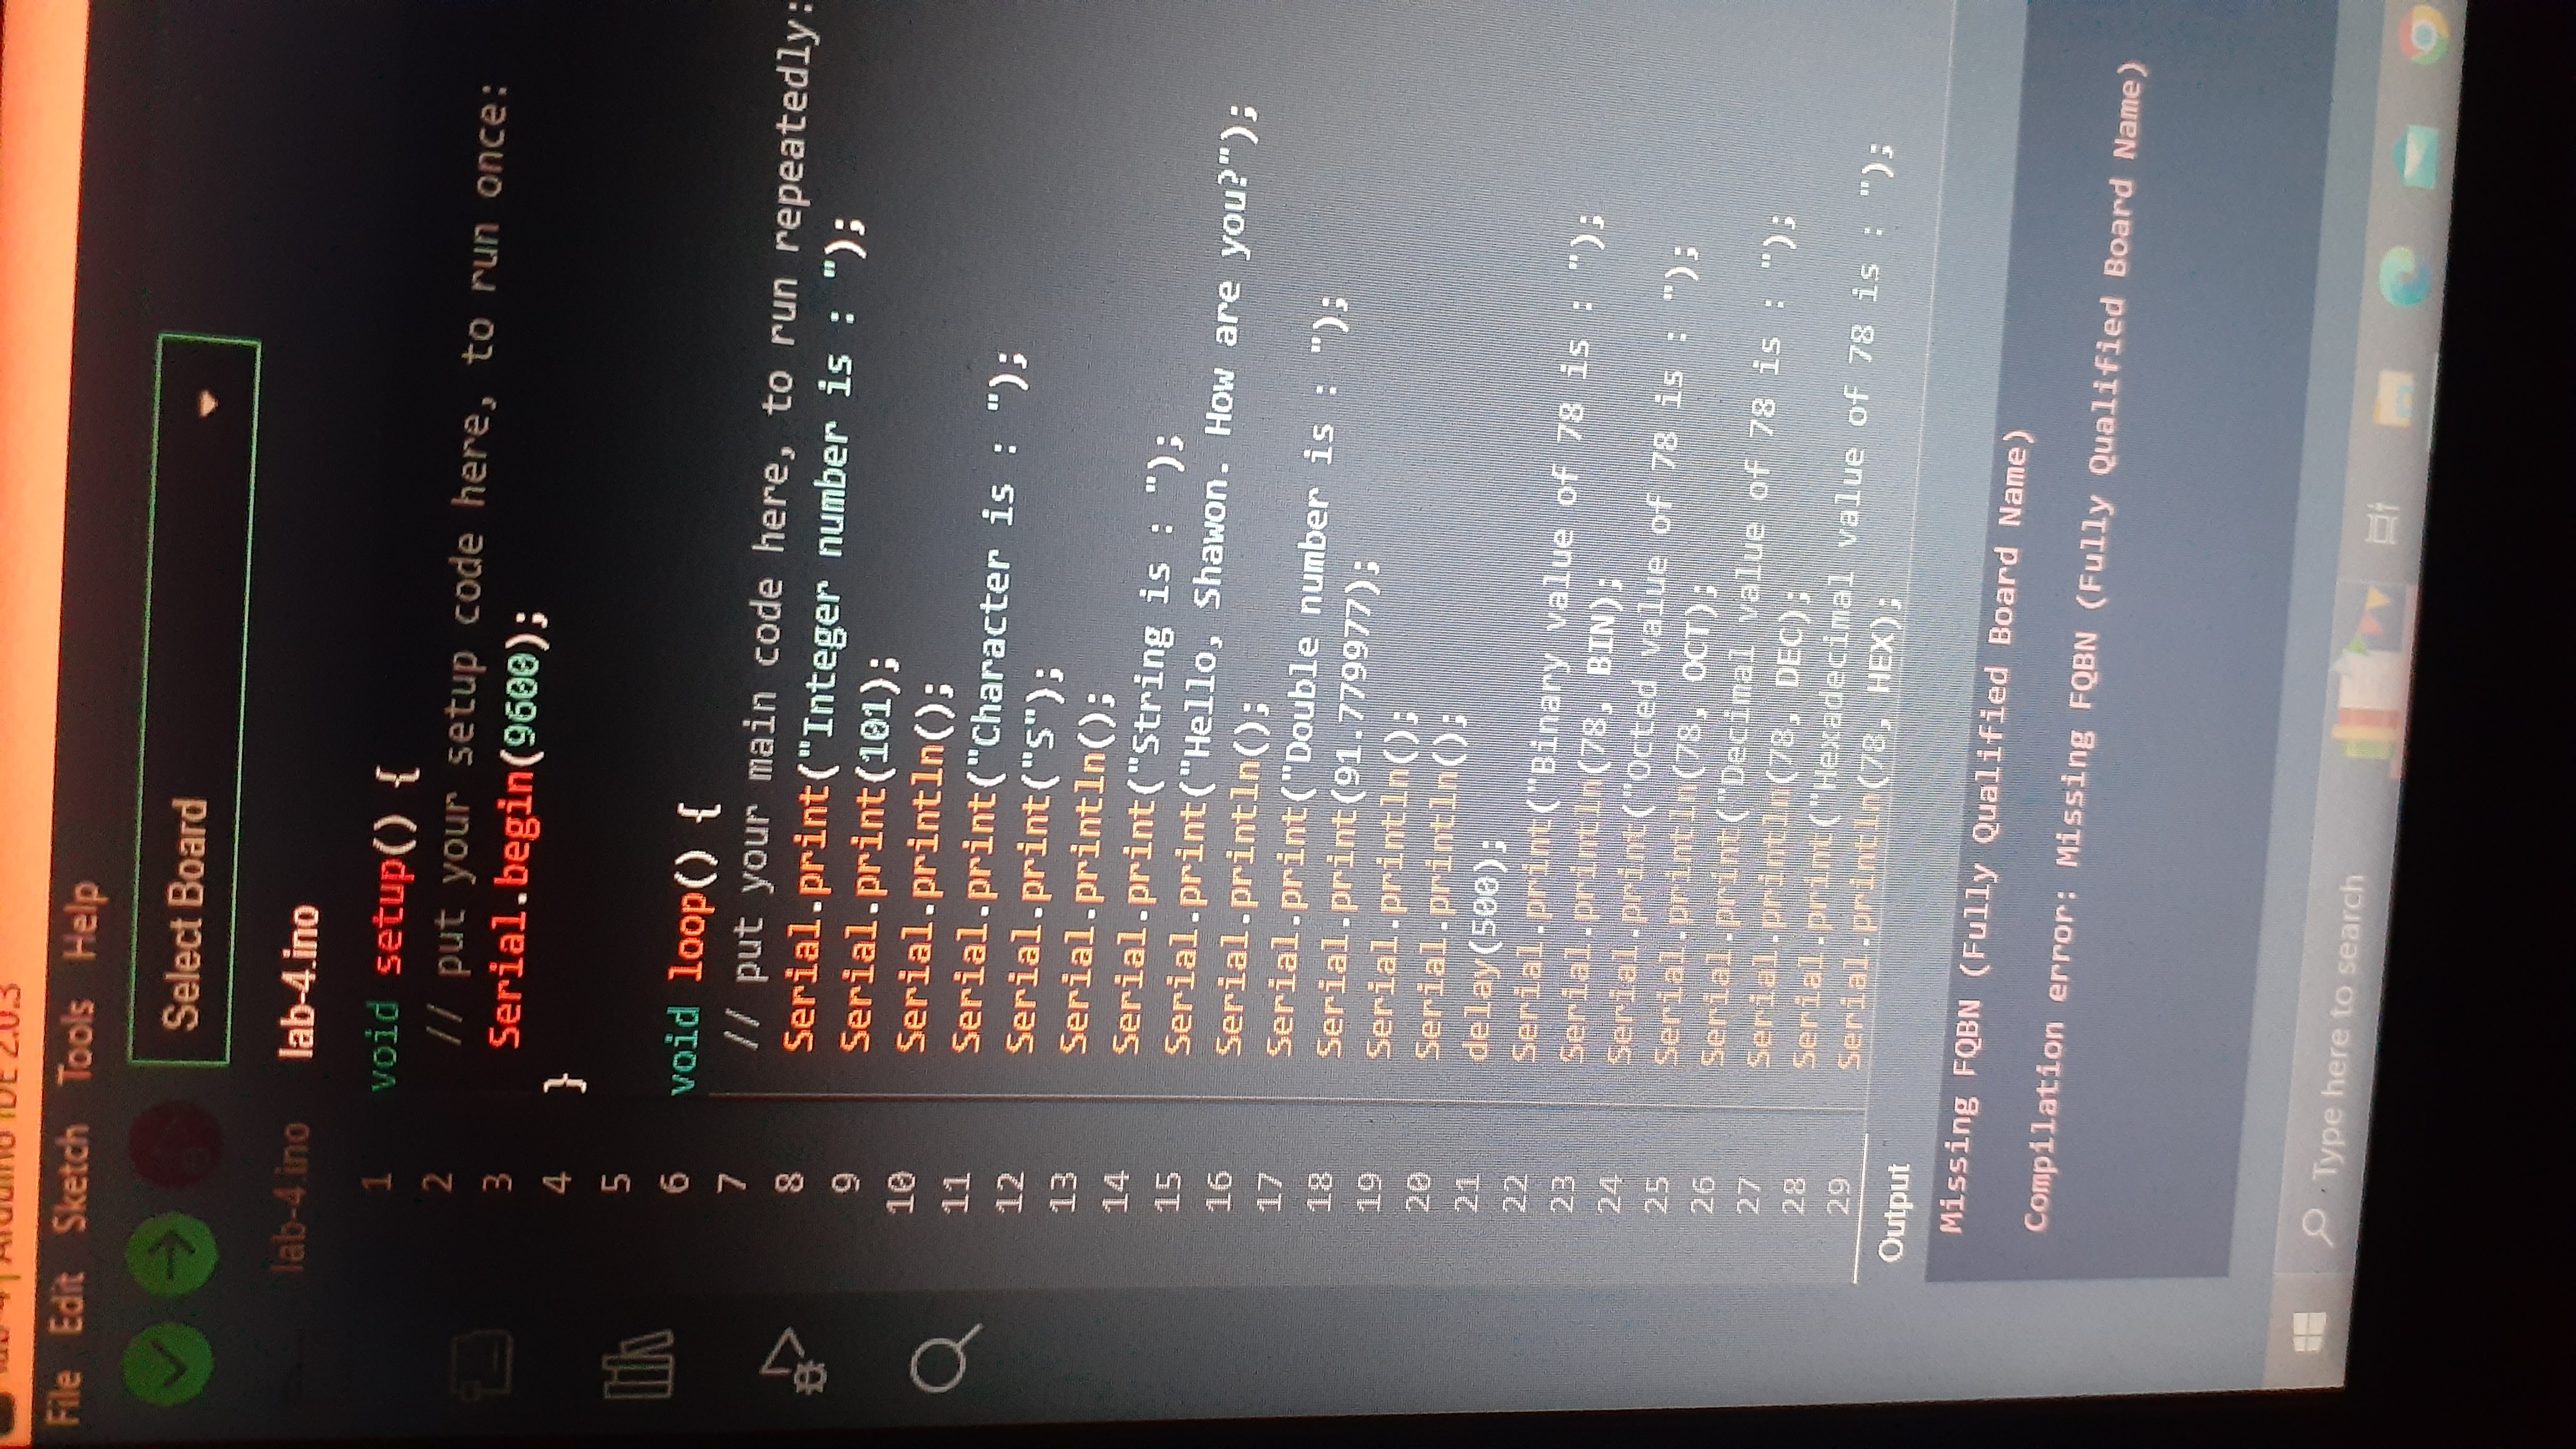 lab-4 | Arduino IDE 2.0.3
File Edit Sketch Tools Help
Select Board
lab-4.ino lab-4.ino
1 void setup() {
2 // put your setup code here, to run once:
3 Serial.begin(9600);
4 }
5
6 void loop() {
7 // put your main code here, to run repeatedly:
8 Serial.print("Integer number is : ");
9 Serial.print(101);
10 Serial.println();
11 Serial.print("Character is : ");
12 Serial.print("S");
13 Serial.println();
14 Serial.print("String is : ");
15 Serial.print("Hello, Shawon. How are you?");
16 Serial.println();
17 Serial.print("Double number is : ");
18 Serial.print(91.779977);
19 Serial.println();
20 Serial.println();
21 delay(500);
22 Serial.print("Binary value of 78 is : ");
23 Serial.println(78, BIN);
24 Serial.print("Octed value of 78 is : ");
25 Serial.println(78, OCT);
26 Serial.print("Decimal value of 78 is : ");
27 Serial.println(78, DEC);
28 Serial.print("Hexadecimal value of 78 is : ");
29 Serial.println(78, HEX);
Output
Missing FQBN (Fully Qualified Board Name)
Compilation error: Missing FQBN (Fully Qualified Board Name)
Type here to search